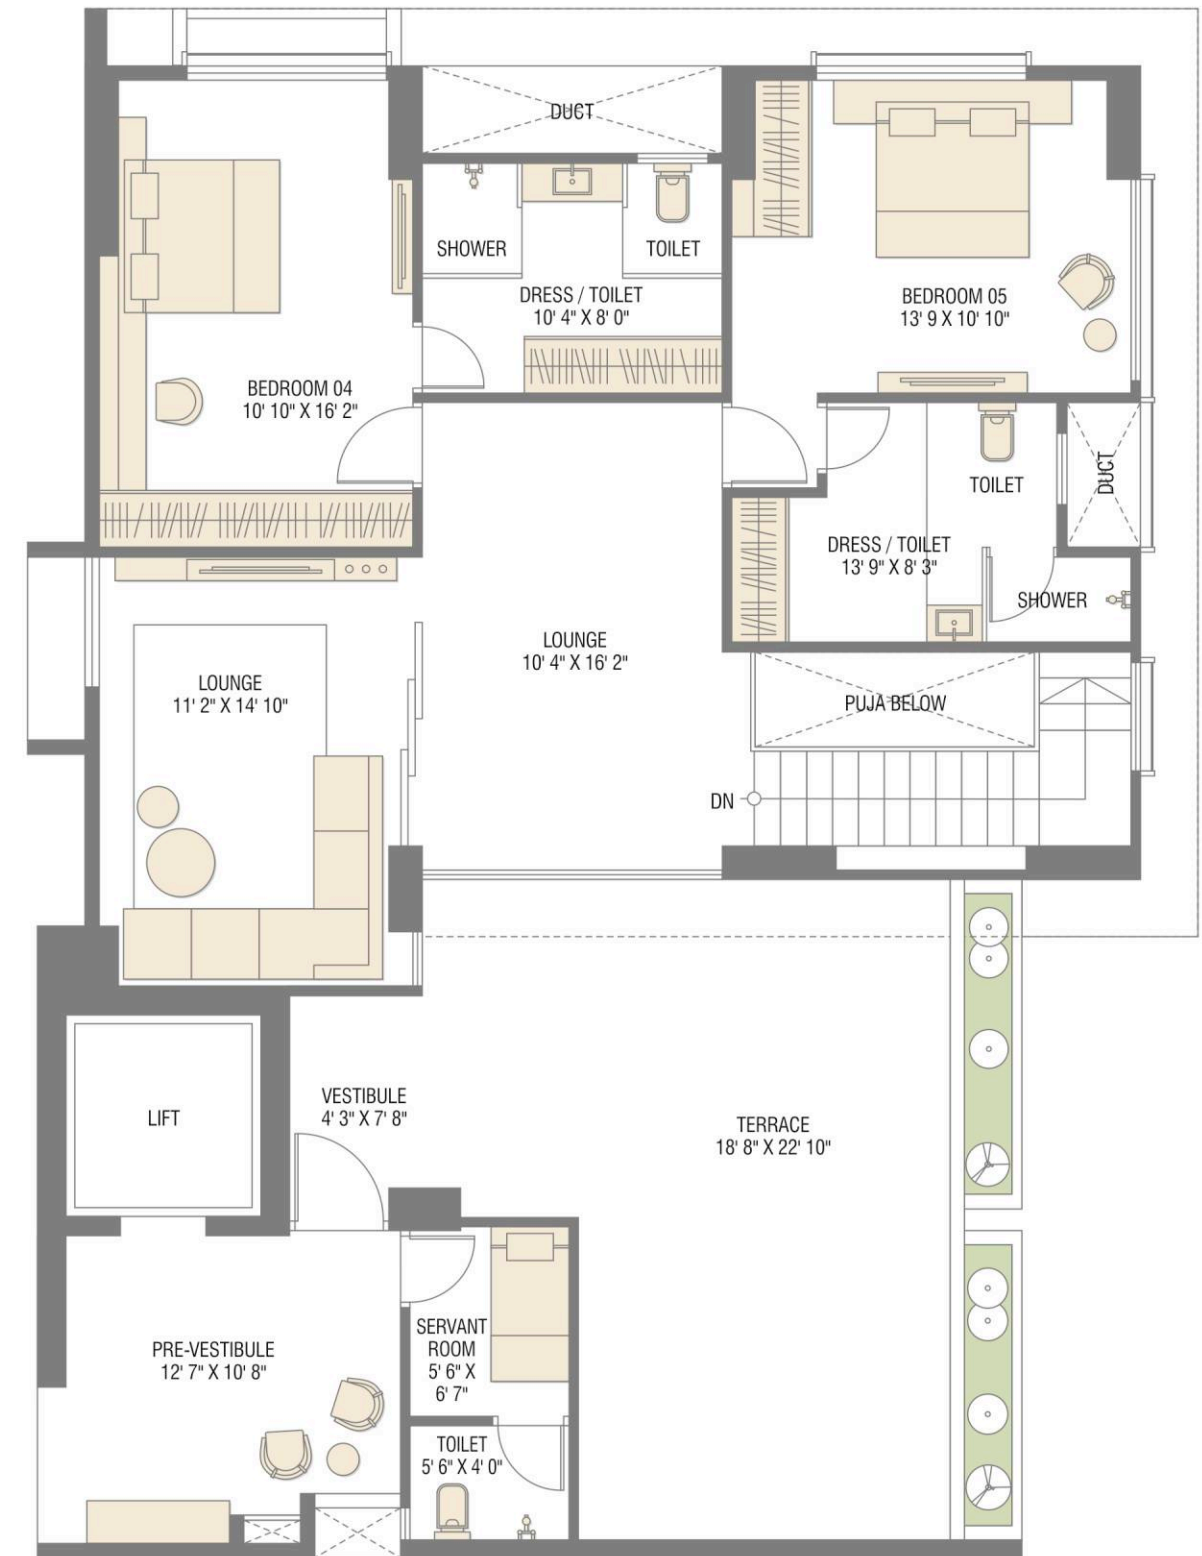 DUCT
SHOWER
TOILET
DRESS / TOILET
10' 4" X 8' 0"
BEDROOM 05
13' 9 X 10' 10"
BEDROOM 04
10' 10" X 16' 2"
TOILET
DUCT
DRESS / TOILET
13' 9" X 8' 3"
SHOWER
LOUNGE
10' 4" X 16' 2"
LOUNGE
11' 2" X 14' 10"
PUJA BELOW
DN
VESTIBULE
4' 3" X 7' 8"
LIFT
TERRACE
18' 8" X 22' 10"
PRE-VESTIBULE
12' 7" X 10' 8"
SERVANT
ROOM
5' 6" X
6' 7"
TOILET
5' 6" X 4' 0"